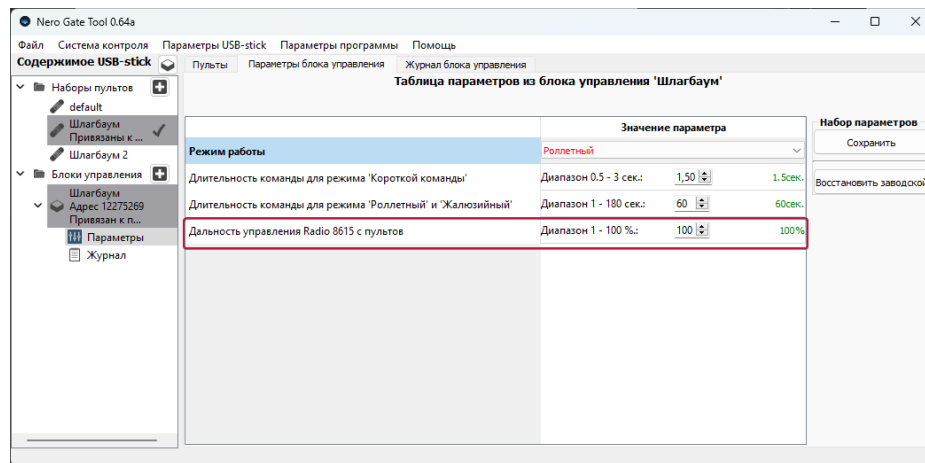 Nero Gate Tool 0.64a
Файл Система контроля Параметры USB-stick Параметры программы Помощь
Содержимое USB-stick
Пульты Параметры блока управления Журнал блока управления
Таблица параметров из блока управления 'Шлагбаум'
Наборы пультов
default
Шлагбаум
Привязаны к ...
Шлагбаум 2
Блоки управления
Шлагбаум
Адрес 12275269
Привязан к п...
Параметры
Журнал
Значение параметра
Режим работы Роллетный
Длительность команды для режима 'Короткой команды' Диапазон 0.5 - 3 сек.: 1,50 1.5сек.
Длительность команды для режима 'Роллетный' и 'Жалюзийный' Диапазон 1 - 180 сек.: 60 60сек.
Дальность управления Radio 8615 с пультов Диапазон 1 - 100 %.: 100 100%
Набор параметров
Сохранить
Восстановить заводской